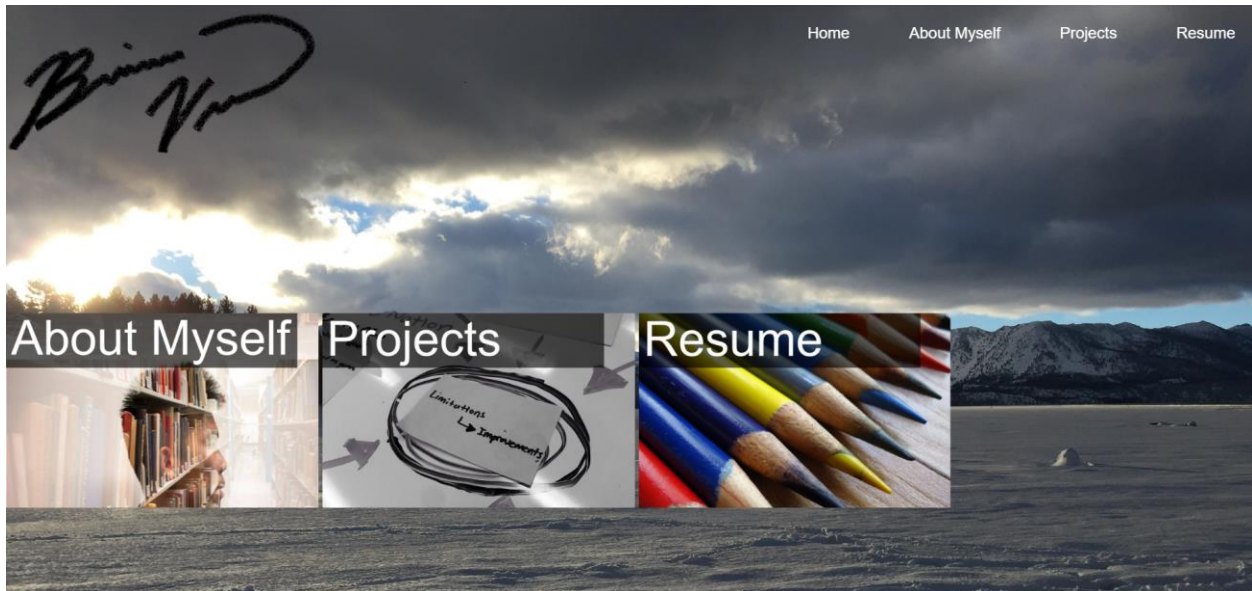 Home About Myself Projects Resume
About Myself Projects Resume
Limitations
↳ Improvements